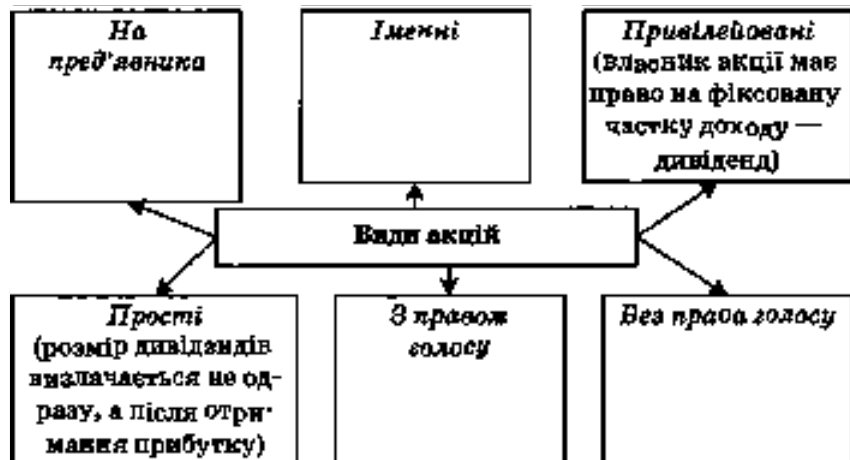 На
пред'явника
Іменні
Привілейовані
(власник акції має
право на фіксовану
частку доходу —
дивіденд)
Види акцій
Прості
(розмір дивідендів
визначається не од-
разу, а після отри-
мання прибутку)
З правом
голосу
Без права голосу